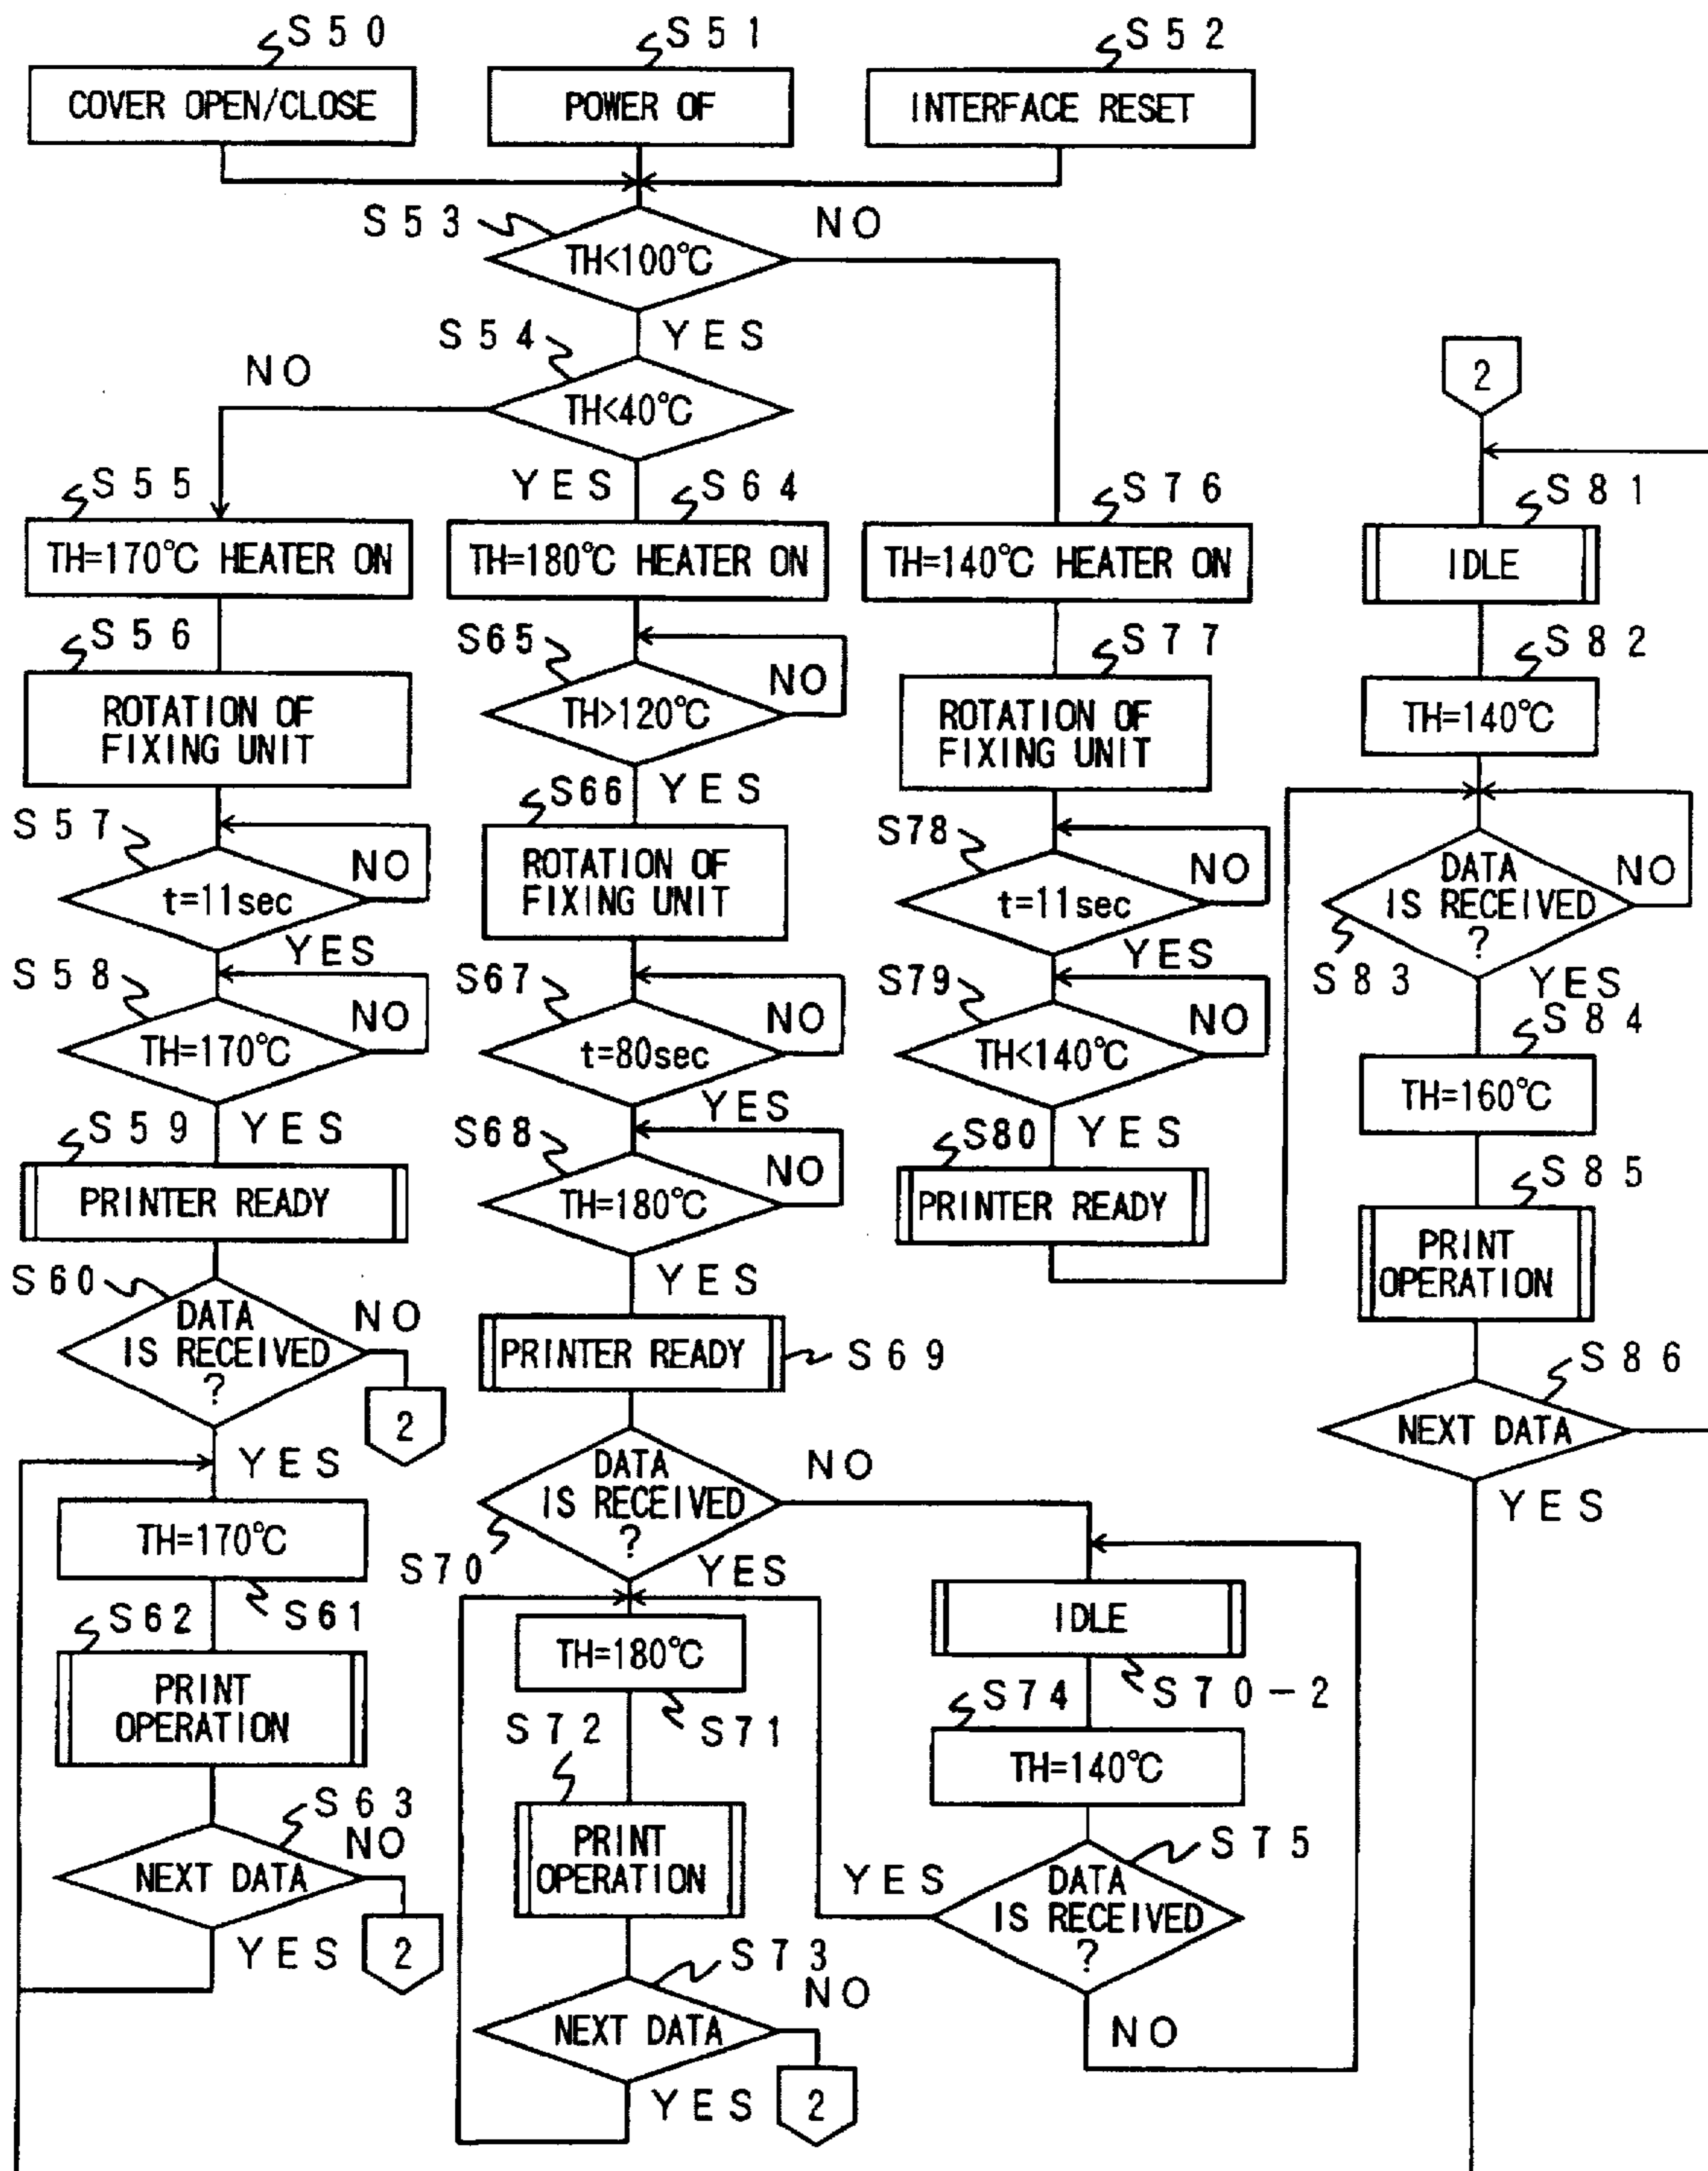 S50
COVER OPEN/CLOSE
S51
POWER OF
S52
INTERFACE RESET
S53
TH<100℃
NO
YES
S54
TH<40℃
NO
YES
S55
TH=170℃ HEATER ON
S56
ROTATION OF
FIXING UNIT
S57
t=11sec
NO
YES
S58
TH=170℃
NO
YES
S59
PRINTER READY
S60
DATA
IS RECEIVED
?
NO
2
YES
TH=170℃
S61
S62
PRINT
OPERATION
S63
NEXT DATA
NO
2
YES
S64
TH=180℃ HEATER ON
S65
TH>120℃
NO
YES
S66
ROTATION OF
FIXING UNIT
S67
t=80sec
NO
YES
S68
TH=180℃
NO
YES
PRINTER READY
S69
DATA
IS RECEIVED
?
S70
NO
YES
TH=180℃
S71
S72
PRINT
OPERATION
S73
NEXT DATA
NO
2
YES
IDLE
S70-2
S74
TH=140℃
S75
DATA
IS RECEIVED
?
YES
NO
S76
TH=140℃ HEATER ON
S77
ROTATION OF
FIXING UNIT
S78
t=11sec
NO
YES
S79
TH<140℃
NO
YES
S80
PRINTER READY
2
S81
IDLE
S82
TH=140℃
DATA
IS RECEIVED
?
NO
S83
YES
S84
TH=160℃
S85
PRINT
OPERATION
S86
NEXT DATA
YES